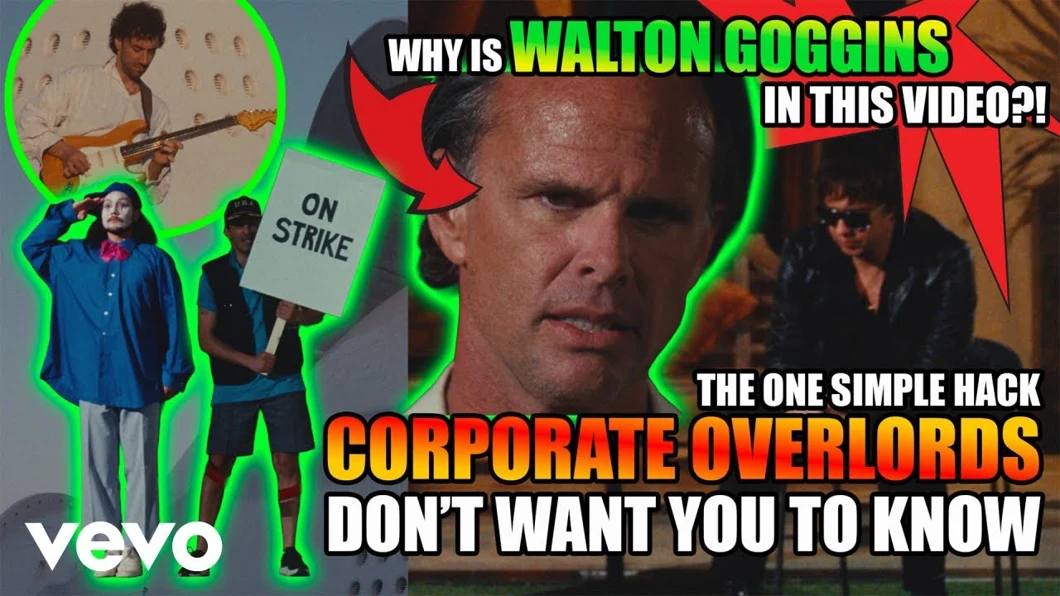 WHY IS WALTON GOGGINS
IN THIS VIDEO?!
ON
STRIKE
THE ONE SIMPLE HACK
CORPORATE OVERLORDS
DON'T WANT YOU TO KNOW
vevo